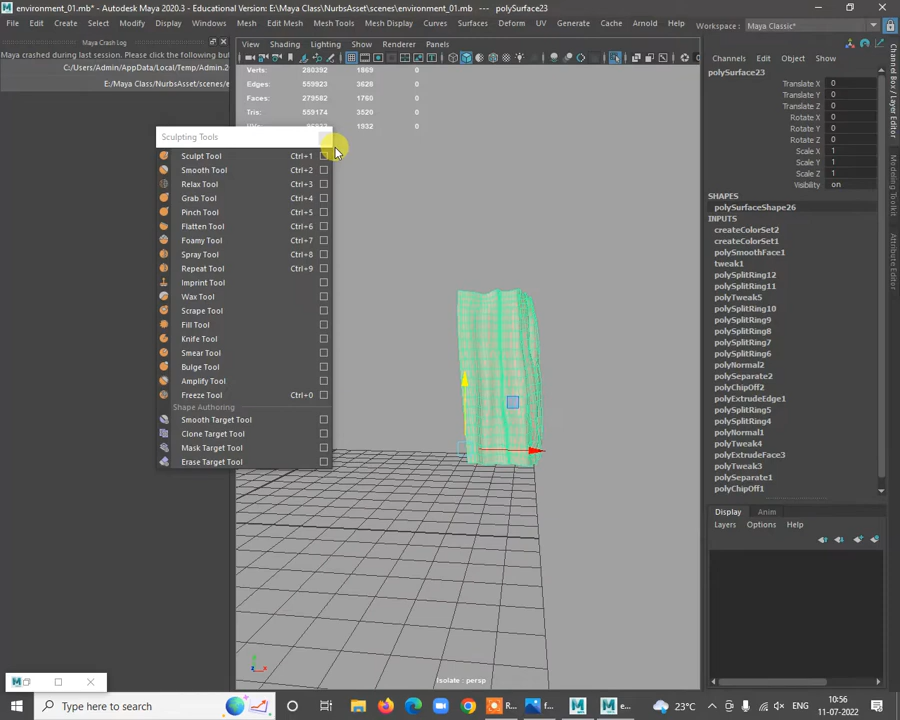 environment_01.mb* - Autodesk Maya 2020.3 - Educational Version: E:\Maya Class\NurbsAsset\scenes\environment_01.mb --- polySurface23
File Edit Create Select Modify Display Windows Mesh Edit Mesh Mesh Tools Mesh Display Curves Surfaces Deform UV Generate Cache Arnold Help Workspace : Maya Classic*
Maya Crash Log
Maya crashed during last session. Please click the following button
C:/Users/Admin/AppData/Local/Temp/Admin.2
E:/Maya Class/NurbsAsset/scenes/e
View Shading Lighting Show Renderer Panels
Verts: 280392 1869 0
Edges: 559923 3628 0
Faces: 279582 1760 0
Tris: 559174 3520 0
1932 0
Sculpting Tools
Sculpt Tool Ctrl+1
Smooth Tool Ctrl+2
Relax Tool Ctrl+3
Grab Tool Ctrl+4
Pinch Tool Ctrl+5
Flatten Tool Ctrl+6
Foamy Tool Ctrl+7
Spray Tool Ctrl+8
Repeat Tool Ctrl+9
Imprint Tool
Wax Tool
Scrape Tool
Fill Tool
Knife Tool
Smear Tool
Bulge Tool
Amplify Tool
Freeze Tool Ctrl+0
Shape Authoring
Smooth Target Tool
Clone Target Tool
Mask Target Tool
Erase Target Tool
Isolate : persp
Channels Edit Object Show
polySurface23
Translate X 0
Translate Y 0
Translate Z 0
Rotate X 0
Rotate Y 0
Rotate Z 0
Scale X 1
Scale Y 1
Scale Z 1
Visibility on
SHAPES
polySurfaceShape26
INPUTS
createColorSet2
createColorSet1
polySmoothFace1
tweak1
polySplitRing12
polySplitRing11
polyTweak5
polySplitRing10
polySplitRing9
polySplitRing8
polySplitRing7
polySplitRing6
polyNormal2
polySeparate2
polyChipOff2
polyExtrudeEdge1
polySplitRing5
polySplitRing4
polyNormal1
polyTweak4
polyExtrudeFace3
polyTweak3
polySeparate1
polyChipOff1
Display Anim
Layers Options Help
Channel Box / Layer Editor
Modeling Toolkit
Attribute Editor
Type here to search
R...
f...
e...
23°C
ENG
10:56
11-07-2022